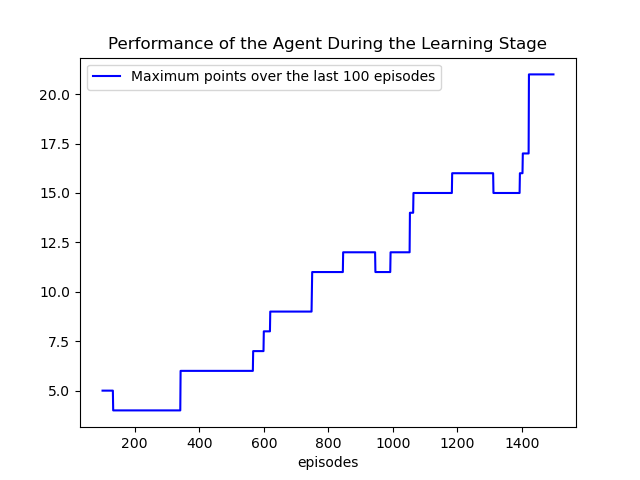 Performance of the Agent During the Learning Stage
Maximum points over the last 100 episodes
20.0
17.5
15.0
12.5
10.0
7.5
5.0
200 400 600 800 1000 1200 1400
episodes